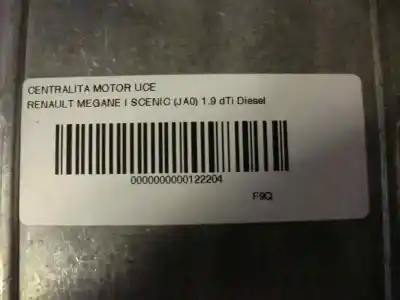 CENTRALITA MOTOR UCE
RENAULT MEGANE I SCENIC (JA0) 1.9 dTi Diesel
0000000000122204
F9Q